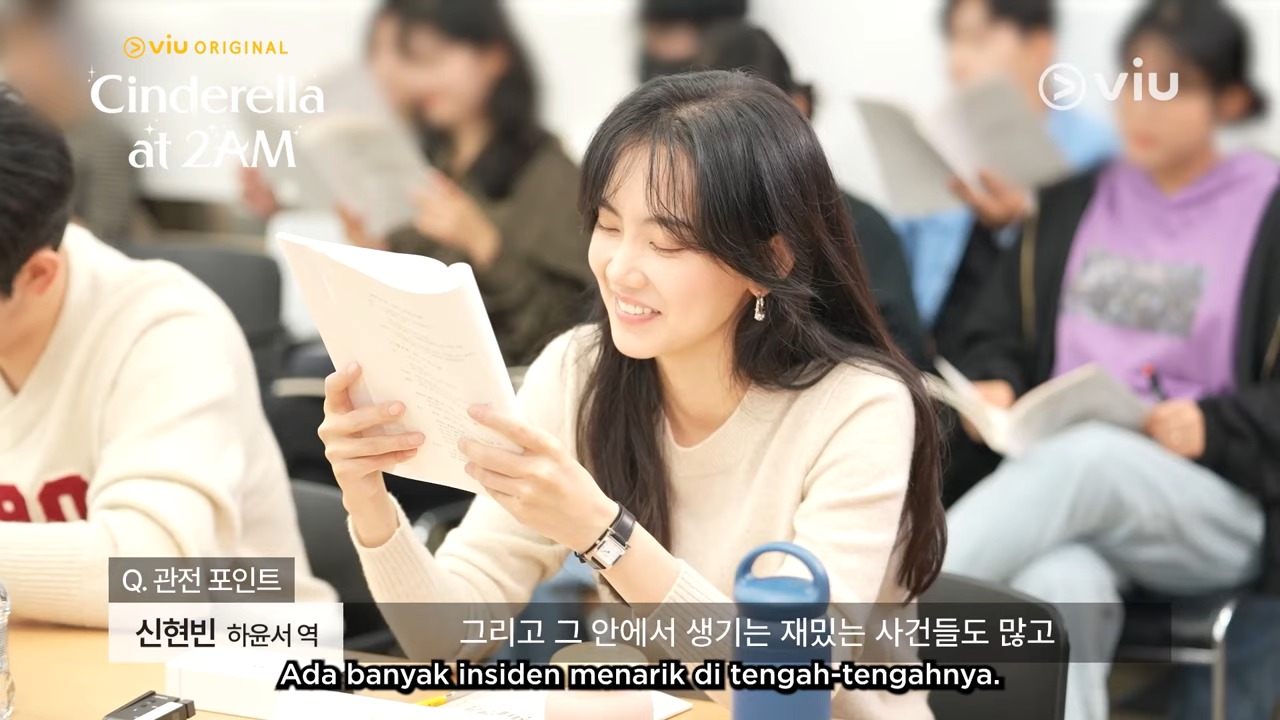 viu ORIGINAL
Cinderella
at 2AM
viu
Q. 관전 포인트
신현빈 하윤서 역
그리고 그 안에서 생기는 재밌는 사건들도 많고
Ada banyak insiden menarik di tengah-tengahnya.